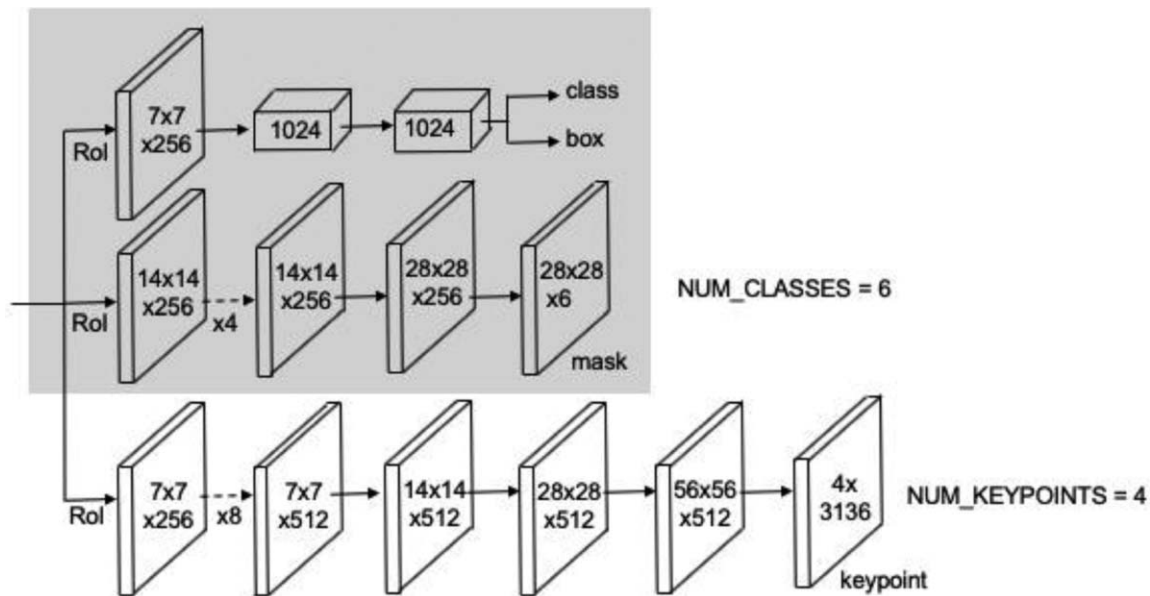 7x7
x256
1024
1024
class
box
RoI
14x14
x256
14x14
x256
28x28
x256
28x28
x6
RoI
x4
mask
NUM_CLASSES = 6
7x7
x256
7x7
x512
14x14
x512
28x28
x512
56x56
x512
4x
3136
RoI
x8
keypoint
NUM_KEYPOINTS = 4